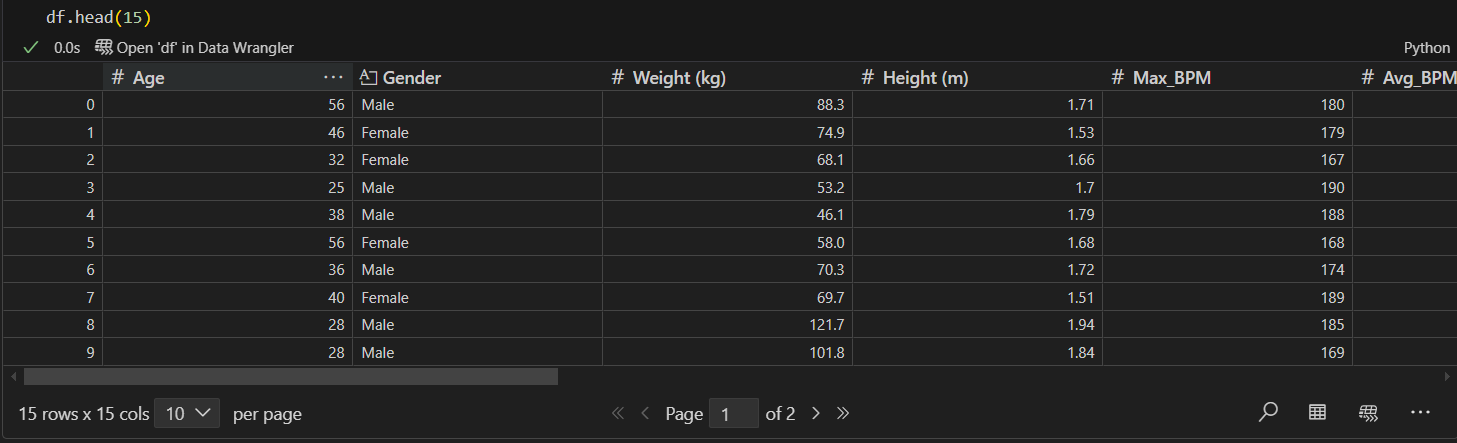 df.head(15)
0.0s Open 'df' in Data Wrangler Python
# Age ··· A Gender # Weight (kg) # Height (m) # Max_BPM # Avg_BPM
0 56 Male 88.3 1.71 180
1 46 Female 74.9 1.53 179
2 32 Female 68.1 1.66 167
3 25 Male 53.2 1.7 190
4 38 Male 46.1 1.79 188
5 56 Female 58.0 1.68 168
6 36 Male 70.3 1.72 174
7 40 Female 69.7 1.51 189
8 28 Male 121.7 1.94 185
9 28 Male 101.8 1.84 169
15 rows x 15 cols 10 per page Page 1 of 2